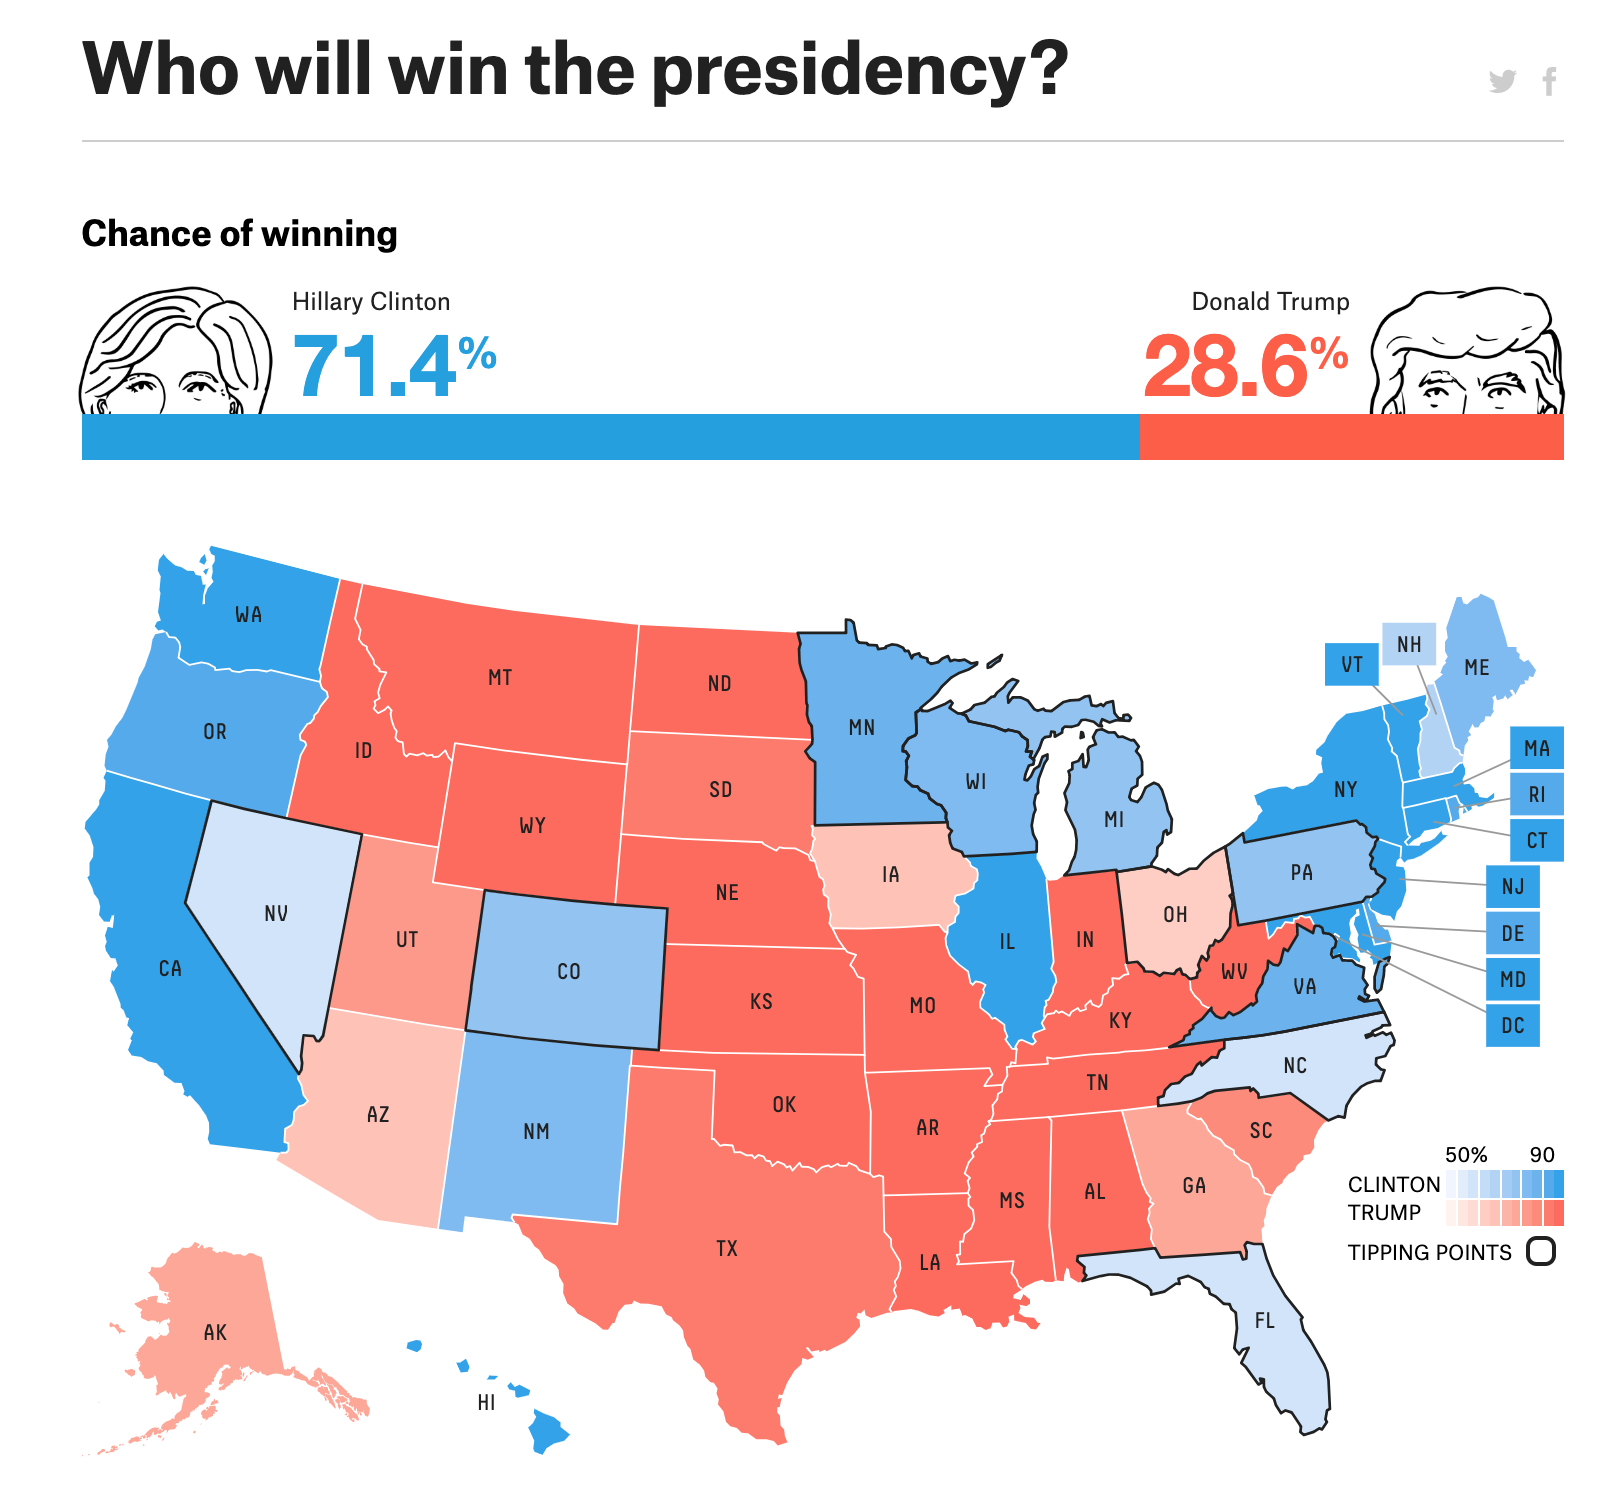 Who will win the presidency?
Chance of winning
Hillary Clinton
71.4%
Donald Trump
28.6%
WA
OR
CA
NV
ID
MT
WY
UT
CO
AZ
NM
ND
SD
NE
KS
OK
TX
MN
IA
MO
AR
LA
WI
IL
MI
IN
OH
KY
TN
MS
AL
GA
FL
SC
NC
VA
WV
PA
NY
VT
NH
ME
MA
RI
CT
NJ
DE
MD
DC
AK
HI
50% 90
CLINTON
TRUMP
TIPPING POINTS